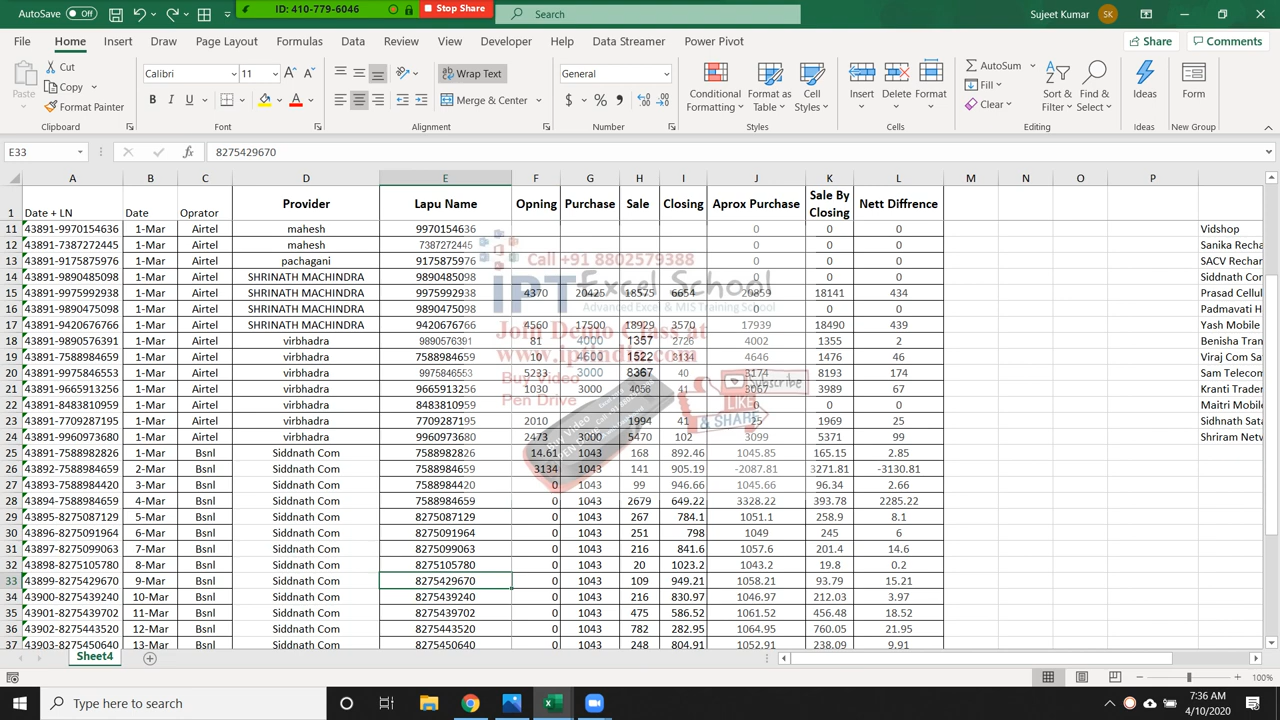 AutoSave Off ID: 410-779-6046 Stop Share Search Sujeet Kumar SK
File Home Insert Draw Page Layout Formulas Data Review View Developer Help Data Streamer Power Pivot Share Comments
Paste Cut Copy Format Painter Clipboard
Calibri 11 B I U A Font
Wrap Text Merge & Center Alignment
General $ % , Number
Conditional Formatting Format as Table Cell Styles Styles
Insert Delete Format Cells
AutoSum Fill Clear Sort & Filter Find & Select Editing
Ideas Ideas Form New Group
E33 fx 8275429670
A B C D E F G H I J K L M N O P
1 Date + LN Date Oprator Provider Lapu Name Opning Purchase Sale Closing Aprox Purchase Sale By Closing Nett Diffrence
11 43891-9970154636 1-Mar Airtel mahesh 9970154636 0 0 0 Vidshop
12 43891-7387272445 1-Mar Airtel mahesh 7387272445 0 0 0 Sanika Recha
13 43891-9175875976 1-Mar Airtel pachagani 9175875976 0 0 0 SACV Rechar
14 43891-9890485098 1-Mar Airtel SHRINATH MACHINDRA 9890485098 0 0 0 Siddnath Con
15 43891-9975992938 1-Mar Airtel SHRINATH MACHINDRA 9975992938 4370 20425 18575 6654 20859 18141 434 Prasad Cellul
16 43891-9890475098 1-Mar Airtel SHRINATH MACHINDRA 9890475098 0 0 0 Padmavati H
17 43891-9420676766 1-Mar Airtel SHRINATH MACHINDRA 9420676766 4560 17500 18929 3570 17939 18490 439 Yash Mobile
18 43891-9890576391 1-Mar Airtel virbhadra 9890576391 81 4000 1357 2726 4002 1355 2 Benisha Tran
19 43891-7588984659 1-Mar Airtel virbhadra 7588984659 10 4600 1522 3134 4646 1476 46 Viraj Com Sa
20 43891-9975846553 1-Mar Airtel virbhadra 9975846553 5233 3000 8367 40 3174 8193 174 Sam Telecom
21 43891-9665913256 1-Mar Airtel virbhadra 9665913256 1030 3000 4056 41 3067 3989 67 Kranti Trader
22 43891-8483810959 1-Mar Airtel virbhadra 8483810959 0 0 0 Maitri Mobile
23 43891-7709287195 1-Mar Airtel virbhadra 7709287195 2010 1994 41 25 1969 25 Sidhnath Sata
24 43891-9960973680 1-Mar Airtel virbhadra 9960973680 2473 3000 5470 102 3099 5371 99 Shriram Netv
25 43891-7588982826 1-Mar Bsnl Siddnath Com 7588982826 14.61 1043 168 892.46 1045.85 165.15 2.85
26 43892-7588984659 2-Mar Bsnl Siddnath Com 7588984659 3134 1043 141 905.19 -2087.81 3271.81 -3130.81
27 43893-7588984420 3-Mar Bsnl Siddnath Com 7588984420 0 1043 99 946.66 1045.66 96.34 2.66
28 43894-7588984659 4-Mar Bsnl Siddnath Com 7588984659 0 1043 2679 649.22 3328.22 393.78 2285.22
29 43895-8275087129 5-Mar Bsnl Siddnath Com 8275087129 0 1043 267 784.1 1051.1 258.9 8.1
30 43896-8275091964 6-Mar Bsnl Siddnath Com 8275091964 0 1043 251 798 1049 245 6
31 43897-8275099063 7-Mar Bsnl Siddnath Com 8275099063 0 1043 216 841.6 1057.6 201.4 14.6
32 43898-8275105780 8-Mar Bsnl Siddnath Com 8275105780 0 1043 20 1023.2 1043.2 19.8 0.2
33 43899-8275429670 9-Mar Bsnl Siddnath Com 8275429670 0 1043 109 949.21 1058.21 93.79 15.21
34 43900-8275439240 10-Mar Bsnl Siddnath Com 8275439240 0 1043 216 830.97 1046.97 212.03 3.97
35 43901-8275439702 11-Mar Bsnl Siddnath Com 8275439702 0 1043 475 586.52 1061.52 456.48 18.52
36 43902-8275443520 12-Mar Bsnl Siddnath Com 8275443520 0 1043 782 282.95 1064.95 760.05 21.95
37 43903-8275450640 13-Mar Bsnl Siddnath Com 8275450640 0 1043 248 804.91 1052.91 238.09 9.91
Call +91 8802579388
IPT Excel School
Advanced Excel & MIS Training School
Join Demo Class at
www.iptindia.com
Buy Video
Pen Drive
Subscribe
LIKE
& SHARE
Sheet4
100%
Type here to search
7:36 AM
4/10/2020